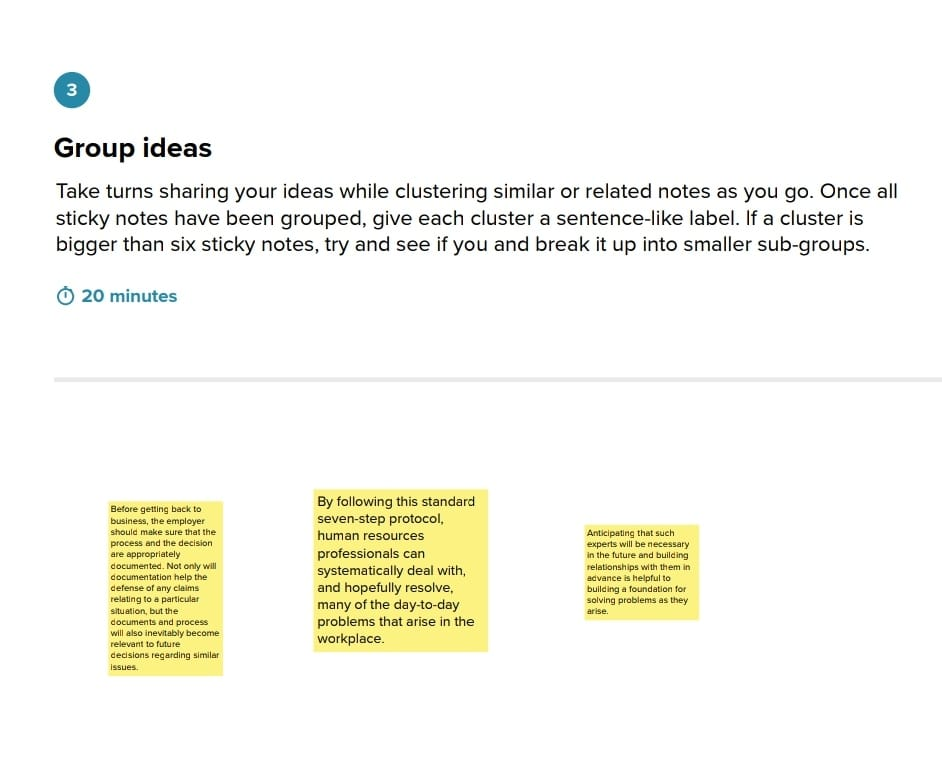 3
Group ideas
Take turns sharing your ideas while clustering similar or related notes as you go. Once all
sticky notes have been grouped, give each cluster a sentence-like label. If a cluster is
bigger than six sticky notes, try and see if you and break it up into smaller sub-groups.
20 minutes
Before getting back to
business, the employer
should make sure that the
process and the decision
are appropriately
documented. Not only will
documentation help the
defense of any claims
relating to a particular
situation, but the
documents and process
will also inevitably become
relevant to future
decisions regarding similar
issues.
By following this standard
seven-step protocol,
human resources
professionals can
systematically deal with,
and hopefully resolve,
many of the day-to-day
problems that arise in the
workplace.
Anticipating that such
experts will be necessary
in the future and building
relationships with them in
advance is helpful to
building a foundation for
solving problems as they
arise.